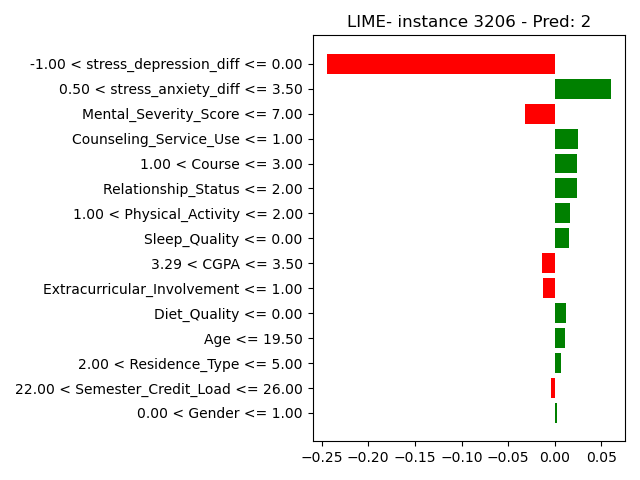 LIME- instance 3206 - Pred: 2
-1.00 < stress_depression_diff <= 0.00
0.50 < stress_anxiety_diff <= 3.50
Mental_Severity_Score <= 7.00
Counseling_Service_Use <= 1.00
1.00 < Course <= 3.00
Relationship_Status <= 2.00
1.00 < Physical_Activity <= 2.00
Sleep_Quality <= 0.00
3.29 < CGPA <= 3.50
Extracurricular_Involvement <= 1.00
Diet_Quality <= 0.00
Age <= 19.50
2.00 < Residence_Type <= 5.00
22.00 < Semester_Credit_Load <= 26.00
0.00 < Gender <= 1.00
−0.25 −0.20 −0.15 −0.10 −0.05 0.00 0.05